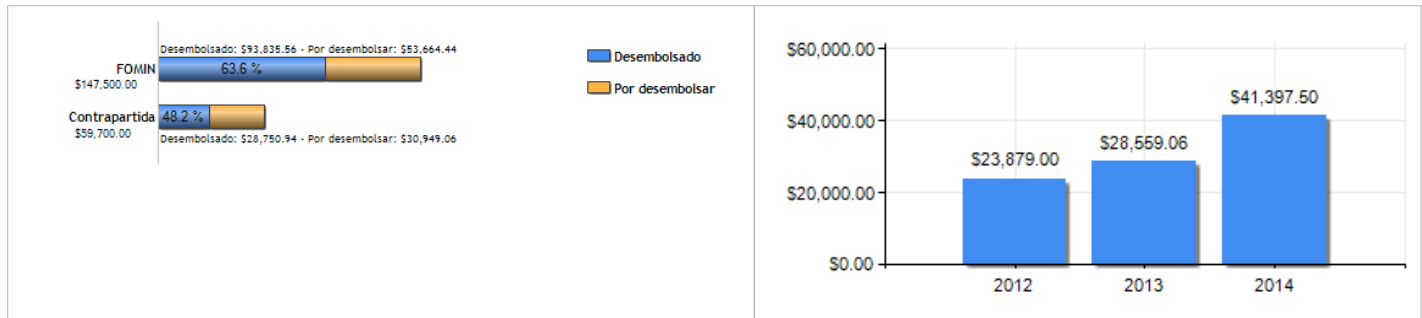 Desembolsado: $93,835.56 - Por desembolsar: $53,664.44
FOMIN
$147,500.00
63.6 %
Contrapartida
$59,700.00
48.2 %
Desembolsado: $28,750.94 - Por desembolsar: $30,949.06
Desembolsado
Por desembolsar
$60,000.00
$40,000.00
$20,000.00
$0.00
$23,879.00
$28,559.06
$41,397.50
2012 2013 2014